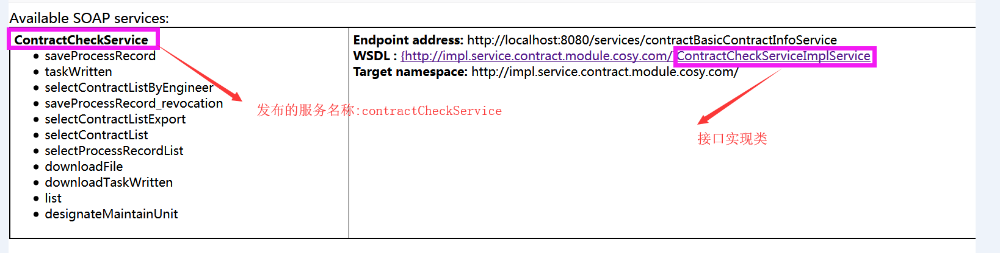 Available SOAP services:
ContractCheckService
saveProcessRecord
taskWritten
selectContractListByEngineer
saveProcessRecord_revocation
selectContractListExport
selectContractList
selectProcessRecordList
downloadFile
downloadTaskWritten
list
designateMaintainUnit
Endpoint address: http://localhost:8080/services/contractBasicContractInfoService
WSDL : {http://impl.service.contract.module.cosy.com/}ContractCheckServiceImplService
Target namespace: http://impl.service.contract.module.cosy.com/
发布的服务名称:contractCheckService
接口实现类